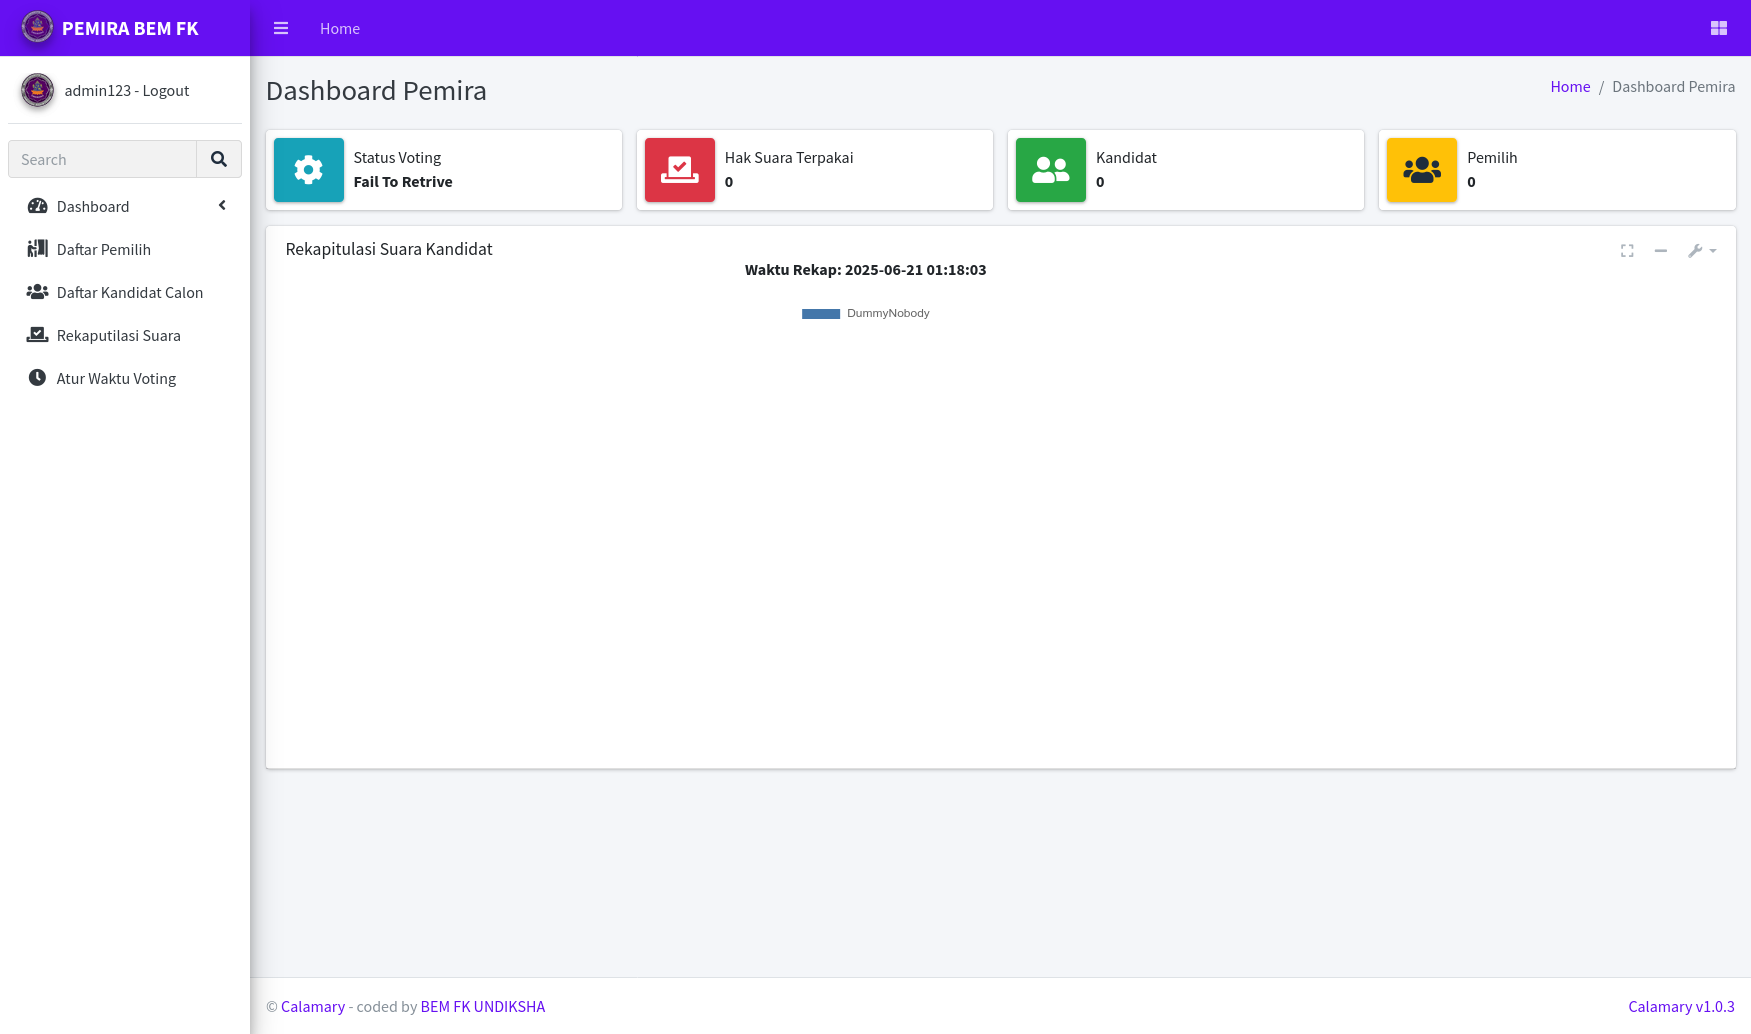 PEMIRA BEM FK
Home
admin123 - Logout
Search
Dashboard
Daftar Pemilih
Daftar Kandidat Calon
Rekaputilasi Suara
Atur Waktu Voting
Dashboard Pemira
Home / Dashboard Pemira
Status Voting
Fail To Retrive
Hak Suara Terpakai
0
Kandidat
0
Pemilih
0
Rekapitulasi Suara Kandidat
Waktu Rekap: 2025-06-21 01:18:03
DummyNobody
© Calamary - coded by BEM FK UNDIKSHA
Calamary v1.0.3